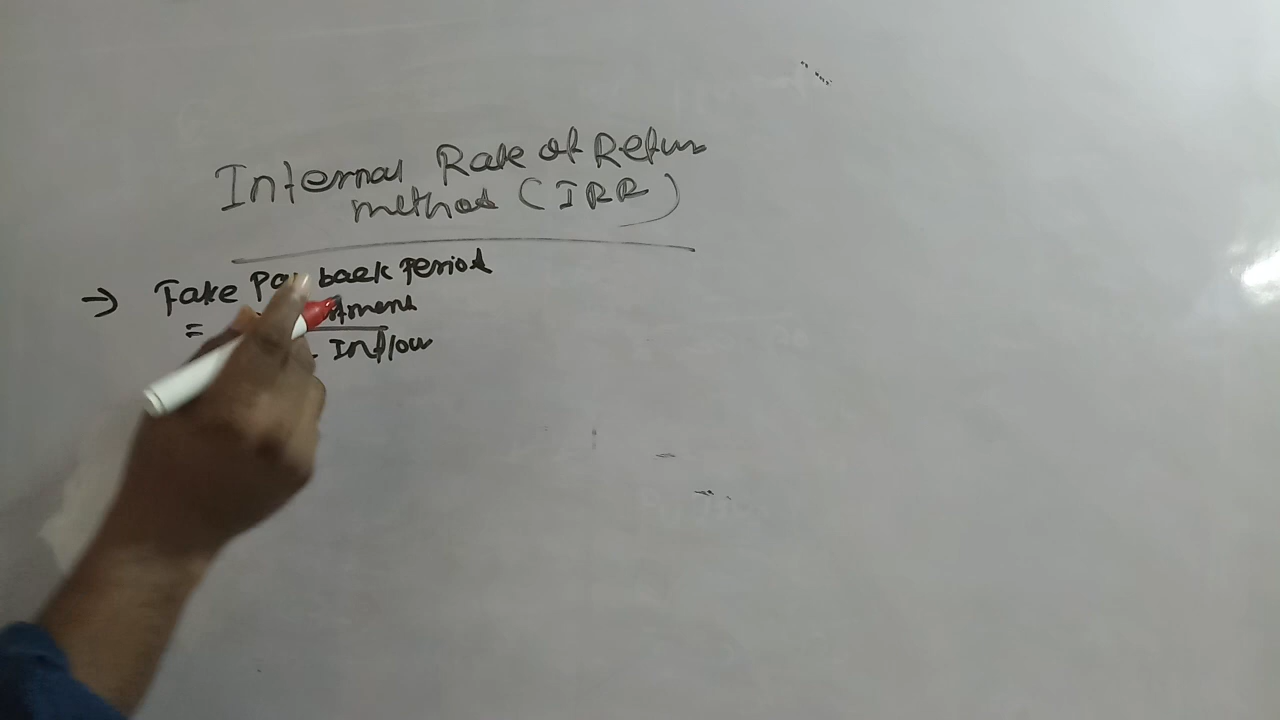 Internal Rate of Return
method (IRR)
→ Fake Pay back Period
=
Inflow